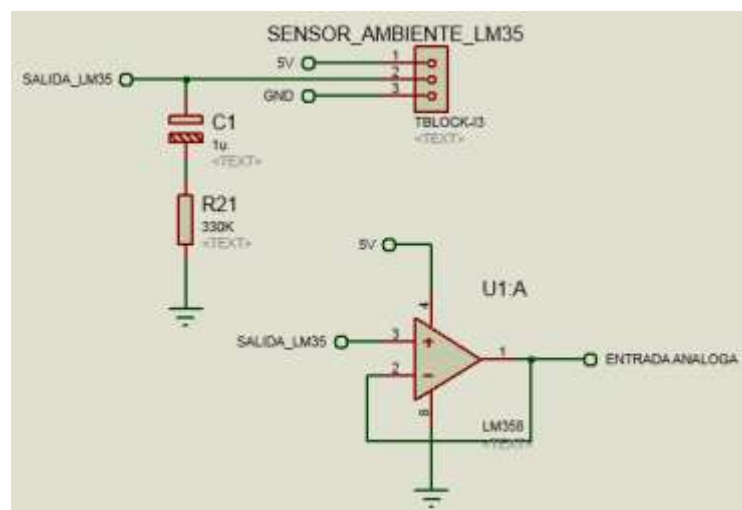 SENSOR_AMBIENTE_LM35
5V
1
SALIDA_LM35
2
GND
3
TBLOCK-I3
<TEXT>
C1
1u
<TEXT>
R21
330K
<TEXT>
5V
4
U1:A
SALIDA_LM35
3
1
ENTRADA ANALOGA
2
8
LM358
<TEXT>